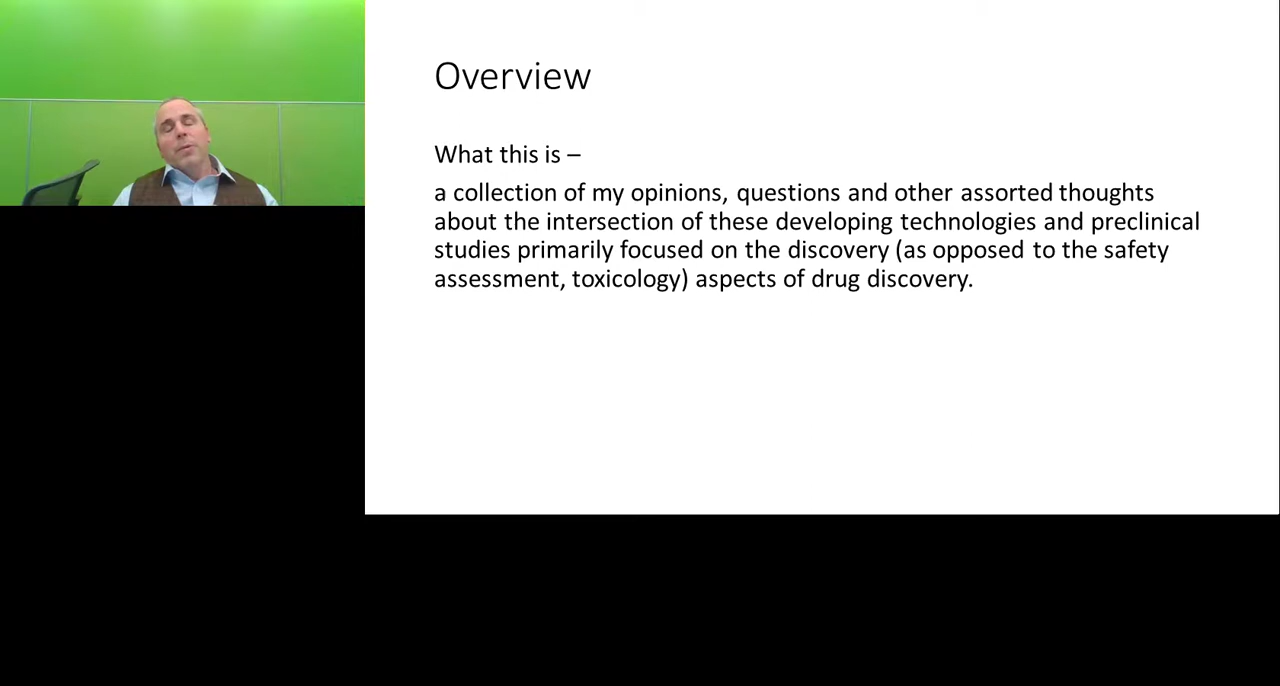 Overview
What this is –
a collection of my opinions, questions and other assorted thoughts
about the intersection of these developing technologies and preclinical
studies primarily focused on the discovery (as opposed to the safety
assessment, toxicology) aspects of drug discovery.